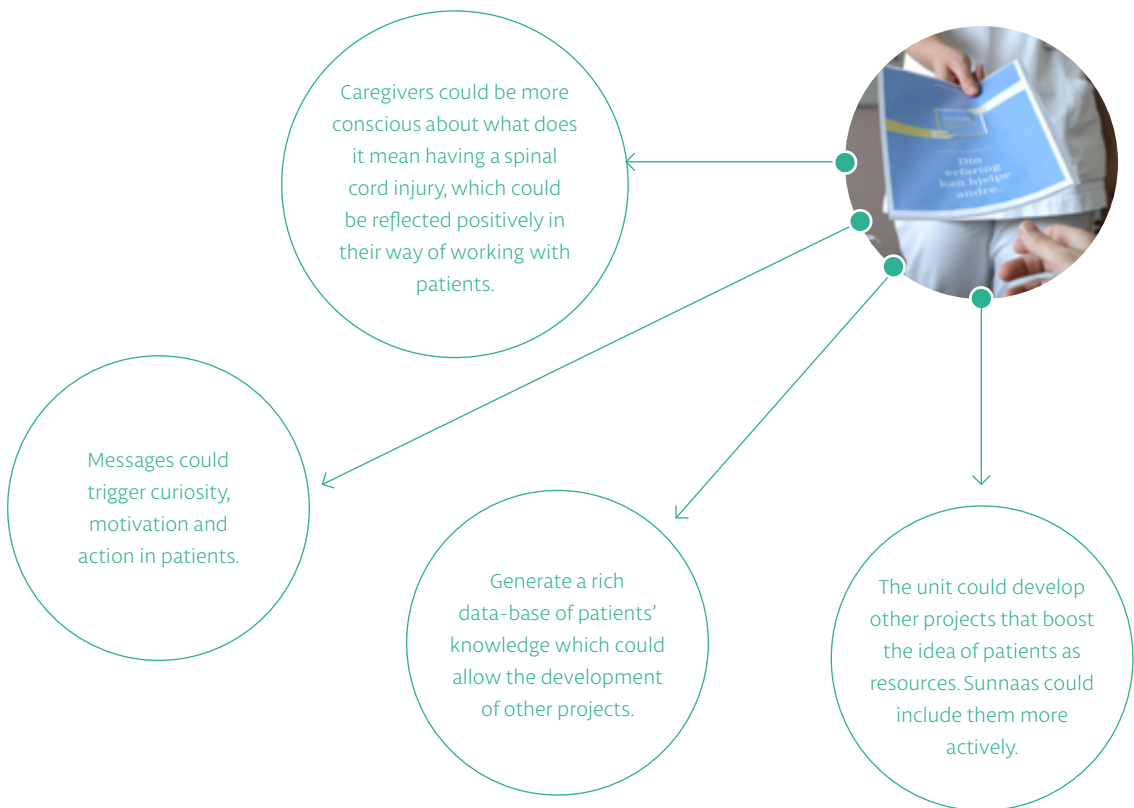 Caregivers could be more
conscious about what does
it mean having a spinal
cord injury, which could
be reflected positively in
their way of working with
patients.
Din
erfaring
kan hjelpe
andre.
Messages could
trigger curiosity,
motivation and
action in patients.
Generate a rich
data-base of patients’
knowledge which could
allow the development
of other projects.
The unit could develop
other projects that boost
the idea of patients as
resources. Sunnaas could
include them more
actively.